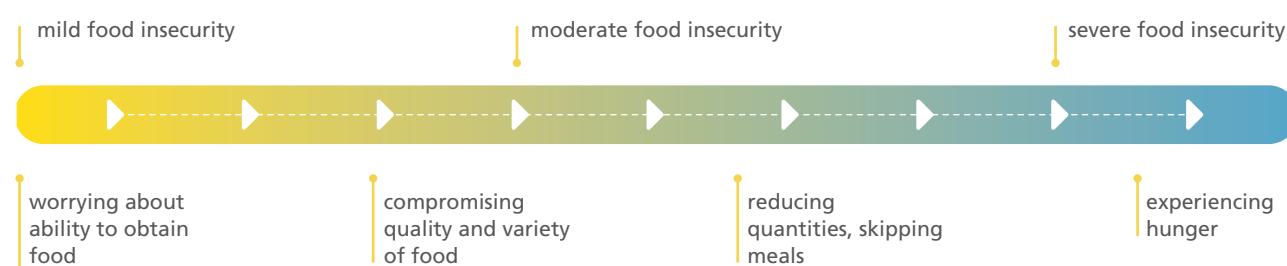 mild food insecurity
moderate food insecurity
severe food insecurity
worrying about
ability to obtain
food
compromising
quality and variety
of food
reducing
quantities, skipping
meals
experiencing
hunger